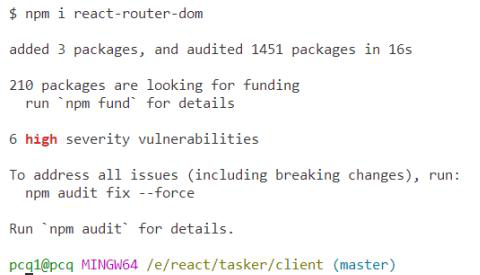 $ npm i react-router-dom
added 3 packages, and audited 1451 packages in 16s
210 packages are looking for funding
run `npm fund` for details
6 high severity vulnerabilities
To address all issues (including breaking changes), run:
npm audit fix --force
Run `npm audit` for details.
pcq1@pcq MINGW64 /e/react/tasker/client (master)